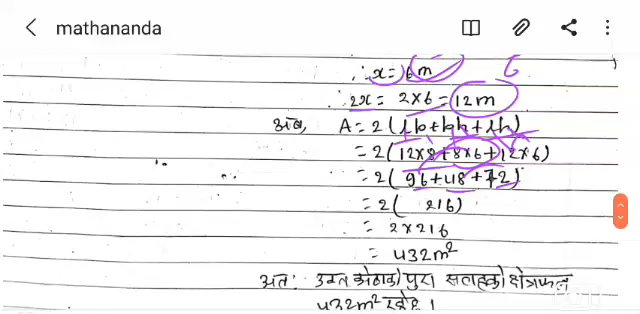 mathananda
∴ x = 6m 6
2x = 2×6 = 12m
अब, A = 2(lb+bh+lh)
= 2(12×8+8×6+12×6)
= 2(96+48+72)
= 2( 216)
= 2×216
= 432m²
अतः उक्त कोठाको पुरा सतहको क्षेत्रफल
432m² रहेछ।